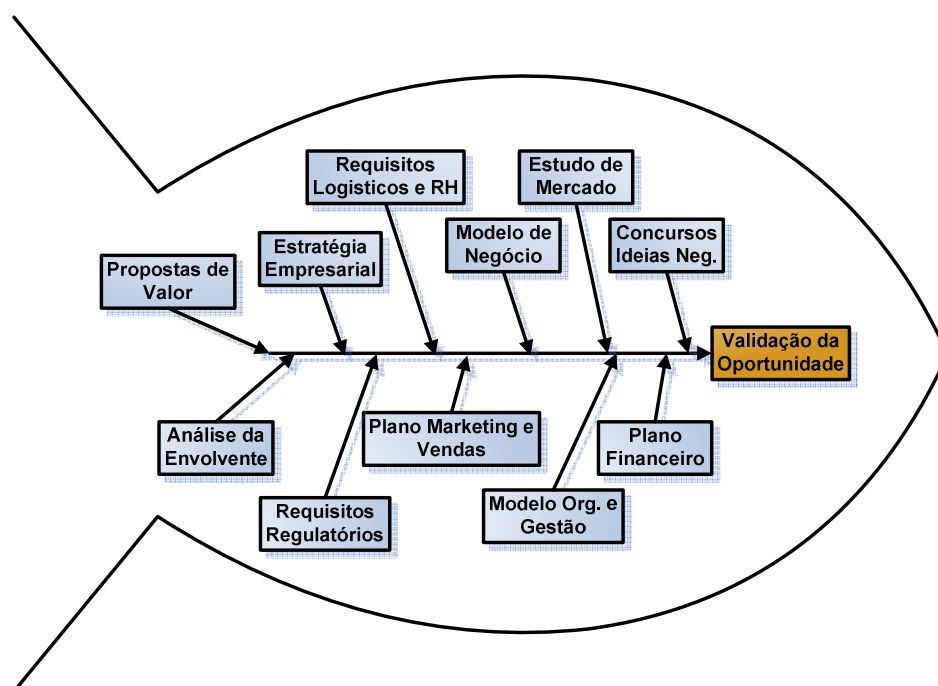 Requisitos
Logisticos e RH
Estudo de
Mercado
Estratégia
Empresarial
Modelo de
Negócio
Concursos
Ideias Neg.
Propostas de
Valor
Validação da
Oportunidade
Análise da
Envolvente
Plano Marketing e
Vendas
Plano
Financeiro
Requisitos
Regulatórios
Modelo Org. e
Gestão